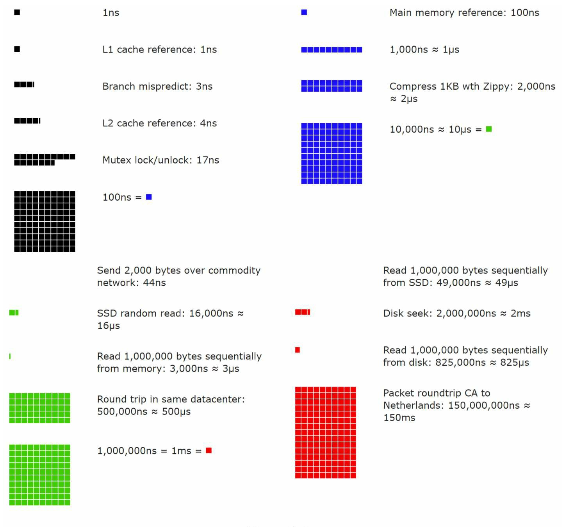 1ns
L1 cache reference: 1ns
Branch mispredict: 3ns
L2 cache reference: 4ns
Mutex lock/unlock: 17ns
100ns =
Main memory reference: 100ns
1,000ns ≈ 1μs
Compress 1KB wth Zippy: 2,000ns
≈ 2μs
10,000ns ≈ 10μs =
Send 2,000 bytes over commodity
network: 44ns
SSD random read: 16,000ns ≈
16μs
Read 1,000,000 bytes sequentially
from memory: 3,000ns ≈ 3μs
Round trip in same datacenter:
500,000ns ≈ 500μs
1,000,000ns = 1ms =
Read 1,000,000 bytes sequentially
from SSD: 49,000ns ≈ 49μs
Disk seek: 2,000,000ns ≈ 2ms
Read 1,000,000 bytes sequentially
from disk: 825,000ns ≈ 825μs
Packet roundtrip CA to
Netherlands: 150,000,000ns ≈
150ms